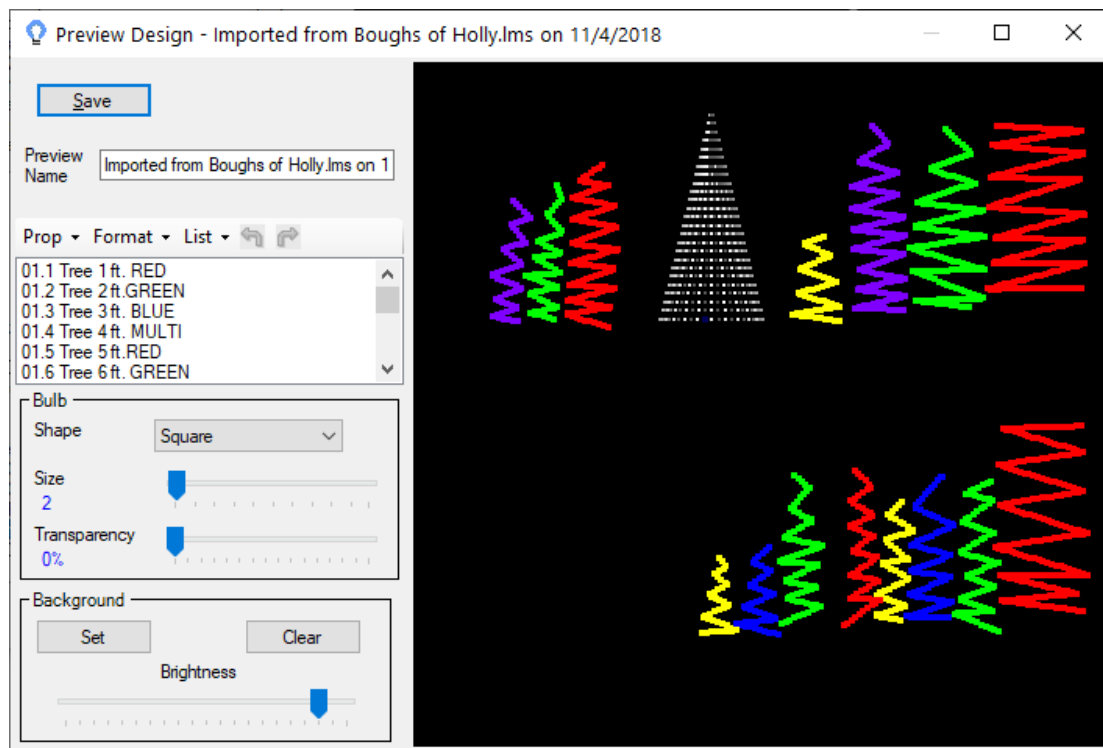 Preview Design - Imported from Boughs of Holly.lms on 11/4/2018
Save
Preview
Name
Imported from Boughs of Holly.lms on 1
Prop Format List
01.1 Tree 1 ft. RED
01.2 Tree 2 ft.GREEN
01.3 Tree 3 ft. BLUE
01.4 Tree 4 ft. MULTI
01.5 Tree 5 ft.RED
01.6 Tree 6 ft. GREEN
Bulb
Shape Square
Size
2
Transparency
0%
Background
Set Clear
Brightness